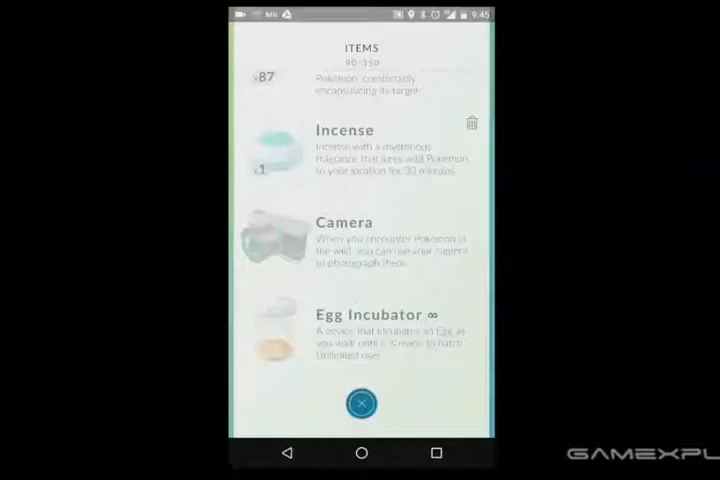 9:45
ITEMS
90-150
x87
Pokémon, comfortably
encapsulating its target.
Incense
Incense with a mysterious
fragrance that lures wild Pokémon
to your location for 30 minutes.
x1
Camera
When you encounter Pokémon in
the wild, you can use your camera
to photograph them.
Egg Incubator ∞
A device that incubates an Egg as
you walk until it is ready to hatch.
Unlimited use!
GAMEXPL